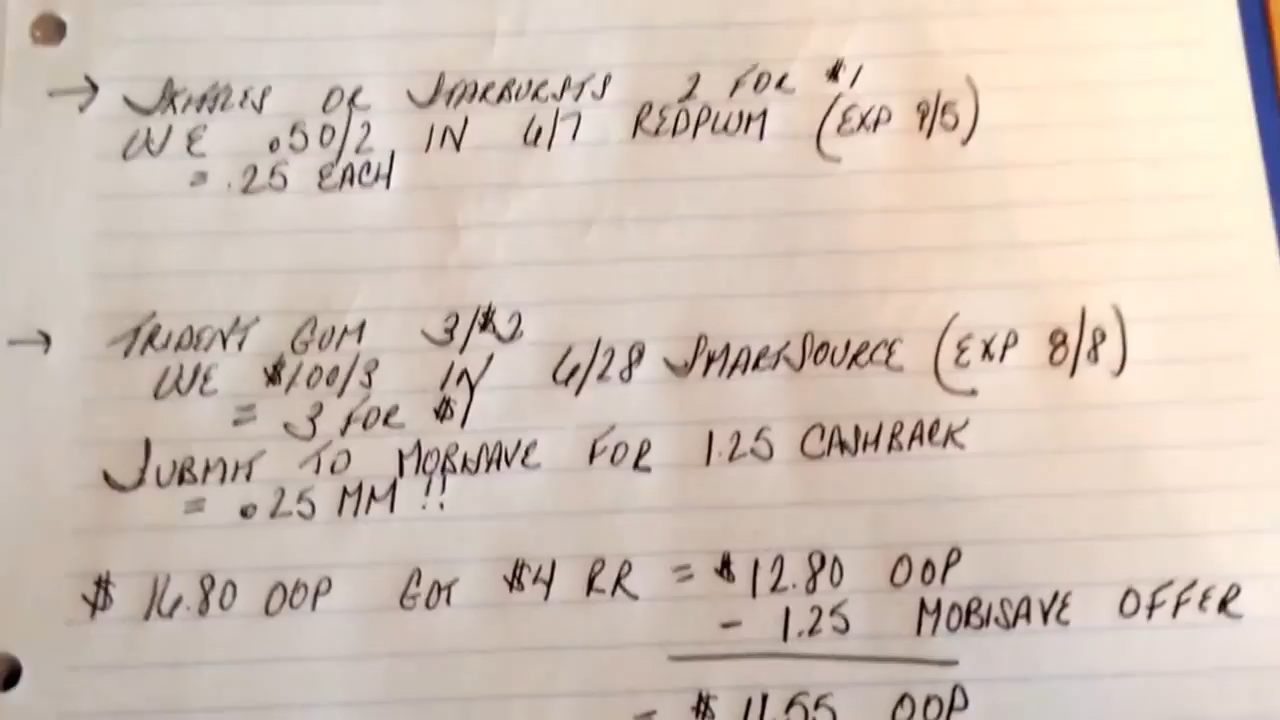 → SKITTLES OR STARBURSTS 2 FOR $1
WE .50/2 IN 6/7 REDPLUM (EXP 9/5)
= .25 EACH
→ TRIDENT GUM 3/$2
WE $1.00/3 IN 6/28 SMARTSOURCE (EXP 8/8)
= 3 FOR $1
SUBMIT TO MOBISAVE FOR 1.25 CASHBACK
= .25 MM !!
$ 16.80 OOP GOT $4 RR = $12.80 OOP
- 1.25 MOBISAVE OFFER
= $ 11.55 OOP